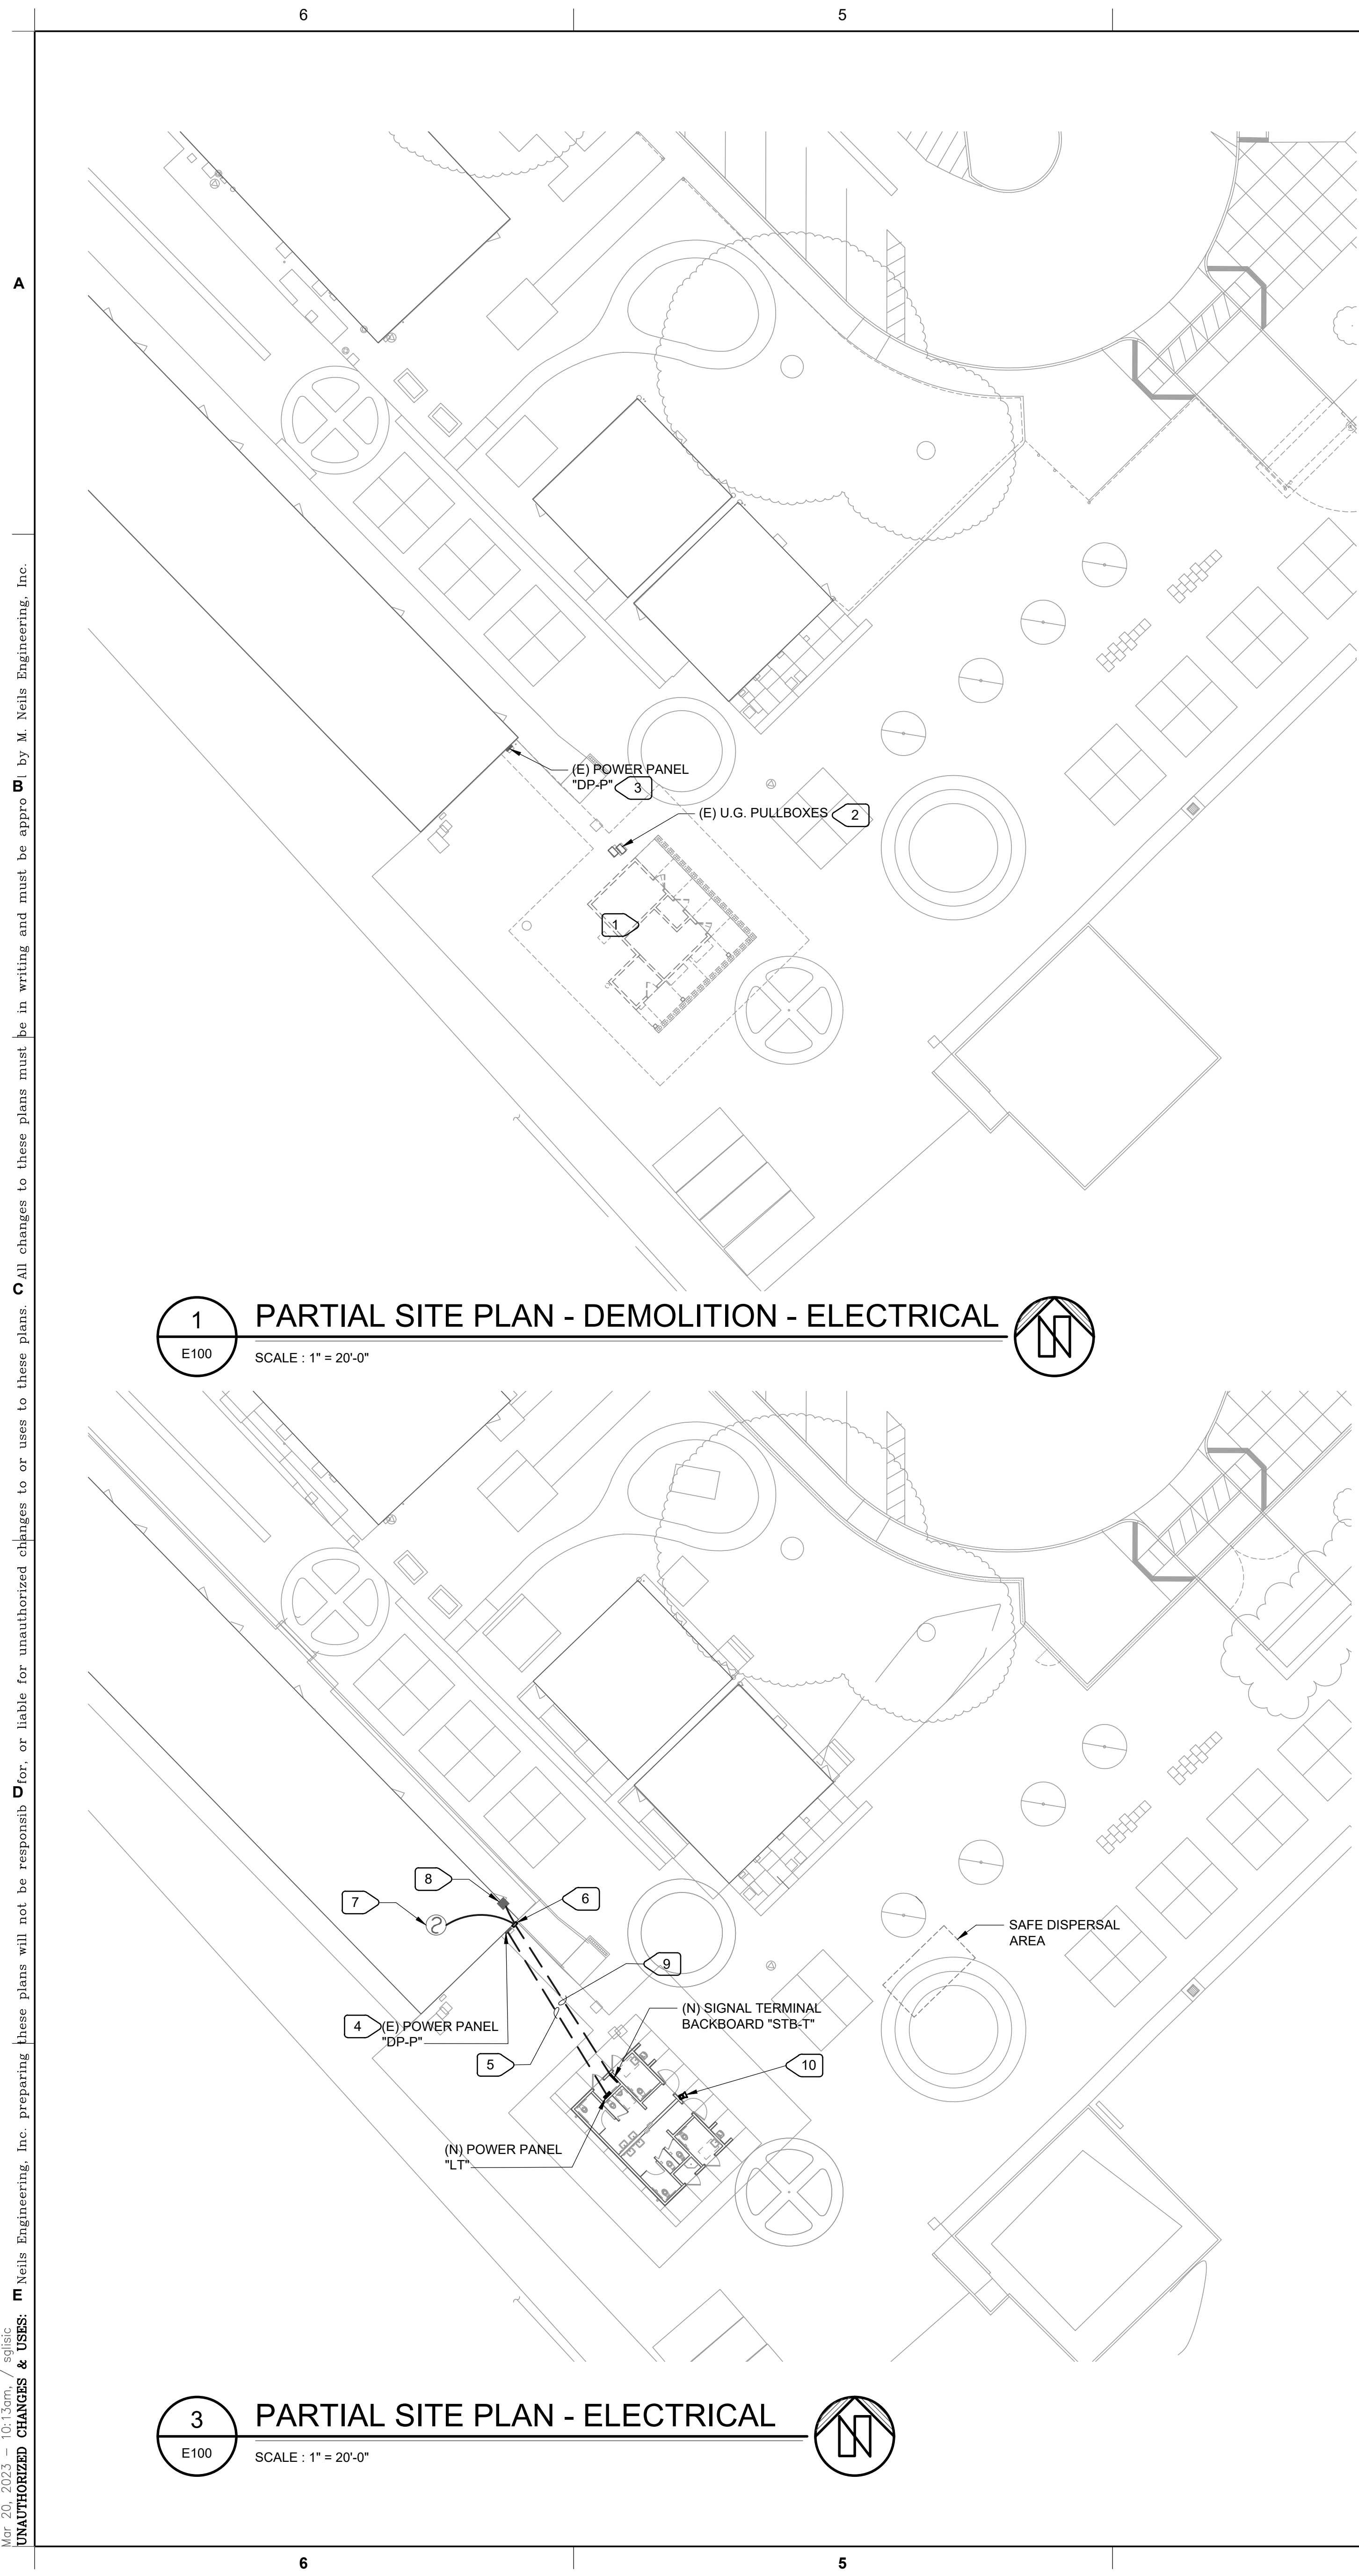 6 5
A
(E) POWER PANEL
"DP-P" 3
B
(E) U.G. PULLBOXES 2
1
C
1
E100
PARTIAL SITE PLAN - DEMOLITION - ELECTRICAL
SCALE : 1" = 20'-0"
N
8
7
6
SAFE DISPERSAL
AREA
D
9
(N) SIGNAL TERMINAL
BACKBOARD "STB-T"
4 (E) POWER PANEL
"DP-P"
5
10
(N) POWER PANEL
"LT"
E
3
E100
PARTIAL SITE PLAN - ELECTRICAL
SCALE : 1" = 20'-0"
N
6 5
Mar 20, 2023 - 10:13am, / sglisic
UNAUTHORIZED CHANGES & USES: Neils Engineering, Inc. preparing these plans will not be responsib for, or liable for unauthorized changes to or uses to these plans. All changes to these plans must be in writing and must be appro l by M. Neils Engineering, Inc.